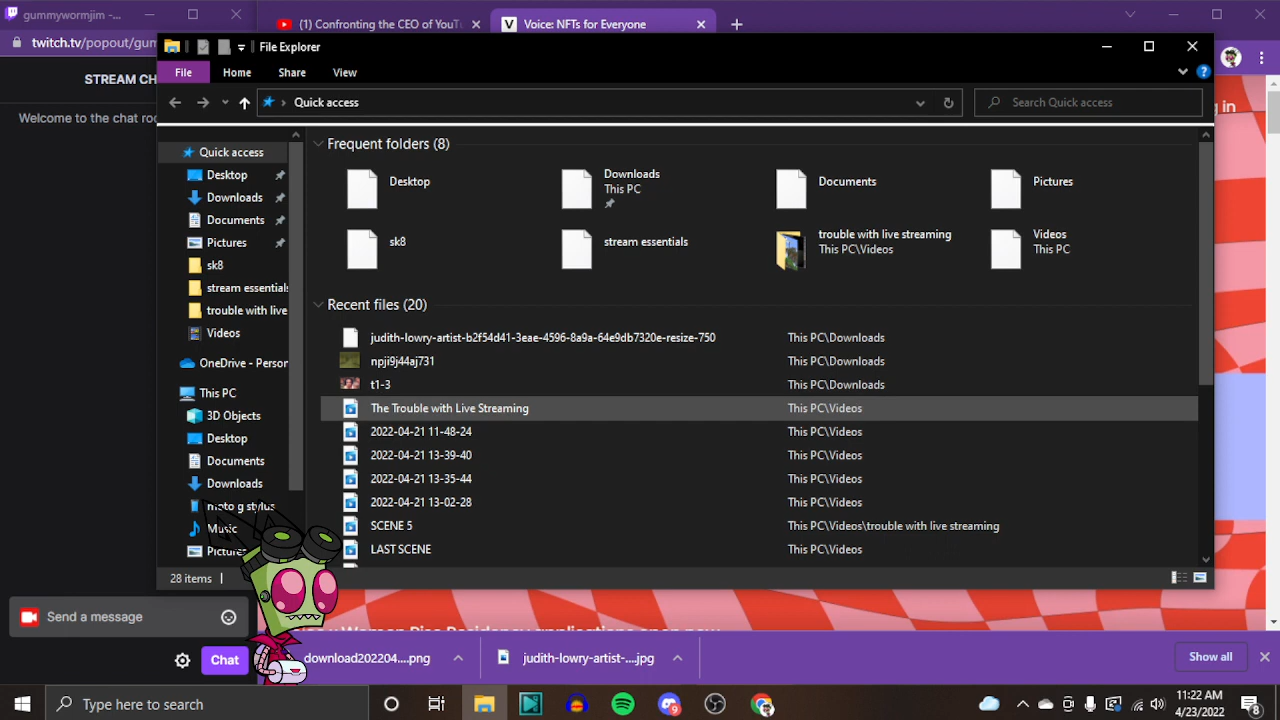 gummywormjim -...
(1) Confronting the CEO of YouT
Voice: NFTs for Everyone
twitch.tv/popout/gum
File Explorer
STREAM CH
File
Home
Share
View
Welcome to the chat roo
Quick access
Search Quick access
g in
Quick access
Desktop
Downloads
Documents
Pictures
sk8
stream essentials
trouble with live
Videos
OneDrive - Person
This PC
3D Objects
Desktop
Documents
Downloads
moto g stylus
Music
Pictures
Frequent folders (8)
Desktop
Downloads
This PC
Documents
Pictures
sk8
stream essentials
trouble with live streaming
This PC\Videos
Videos
This PC
Recent files (20)
judith-lowry-artist-b2f54d41-3eae-4596-8a9a-64e9db7320e-resize-750 This PC\Downloads
npji9j44aj731 This PC\Downloads
t1-3 This PC\Downloads
The Trouble with Live Streaming This PC\Videos
2022-04-21 11-48-24 This PC\Videos
2022-04-21 13-39-40 This PC\Videos
2022-04-21 13-35-44 This PC\Videos
2022-04-21 13-02-28 This PC\Videos
SCENE 5 This PC\Videos\trouble with live streaming
LAST SCENE This PC\Videos
28 items
Send a message
Chat
download202204....png
judith-lowry-artist-....jpg
Show all
Type here to search
9
11:22 AM
4/23/2022
8